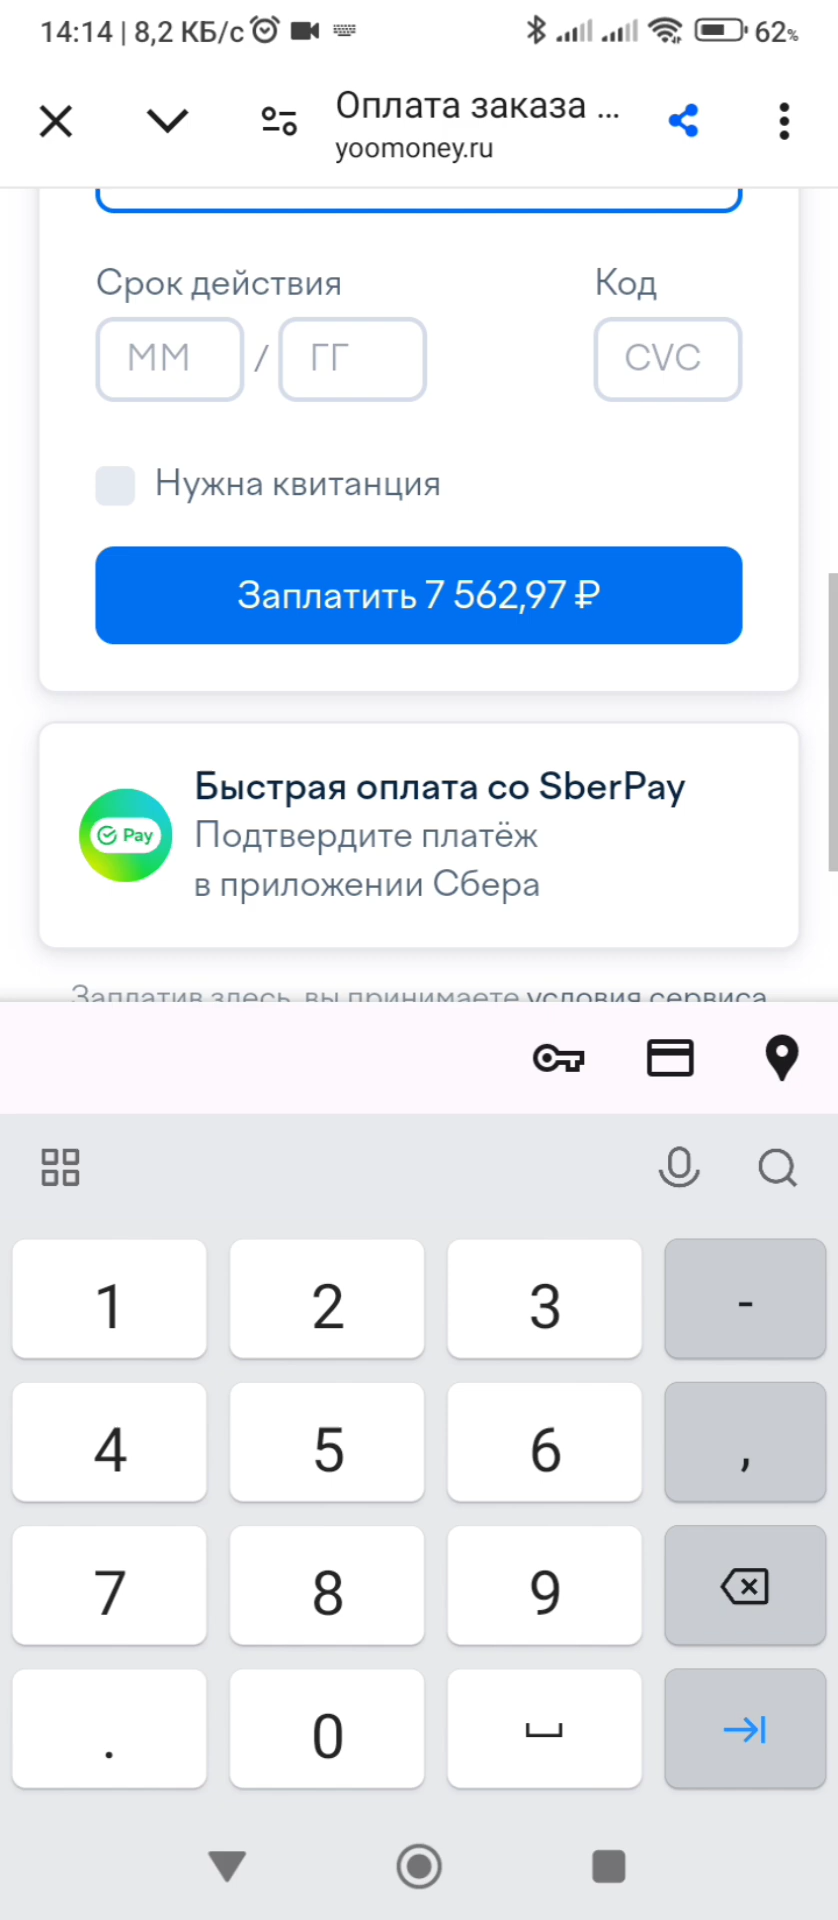 14:14 | 8,2 КБ/с 62%
Оплата заказа ...
yoomoney.ru
Срок действия Код
ММ / ГГ CVC
Нужна квитанция
Заплатить 7 562,97 ₽
Быстрая оплата со SberPay
Pay Подтвердите платёж
в приложении Сбера
Заплатив здесь, вы принимаете условия сервиса
1 2 3 -
4 5 6 ,
7 8 9
. 0